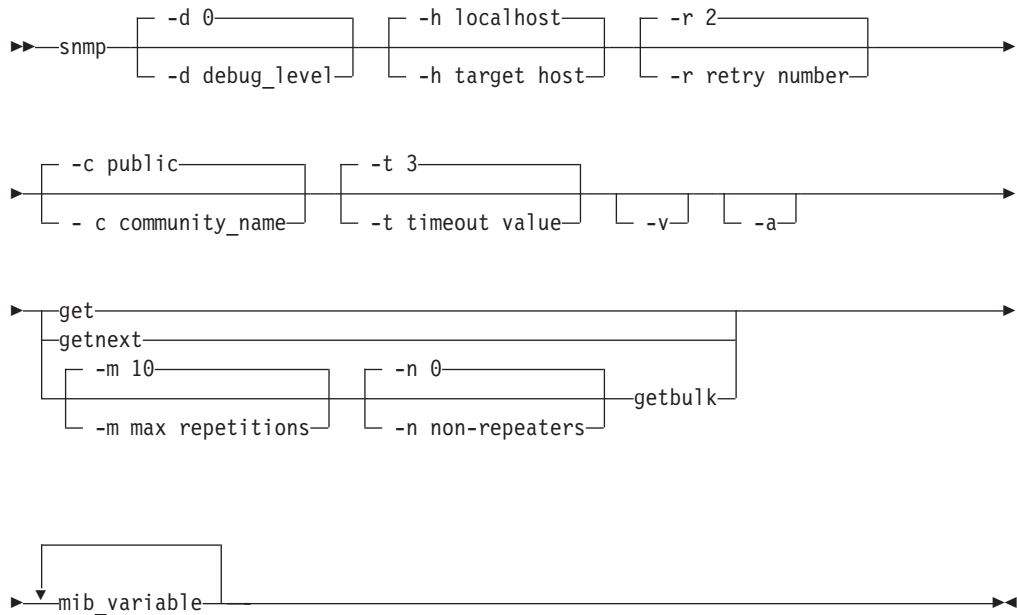 -d 0 -h localhost -r 2
snmp
-d debug_level -h target host -r retry number
-c public -t 3
- c community_name -t timeout value -v -a
get
getnext
-m 10 -n 0
getbulk
-m max repetitions -n non-repeaters
mib_variable